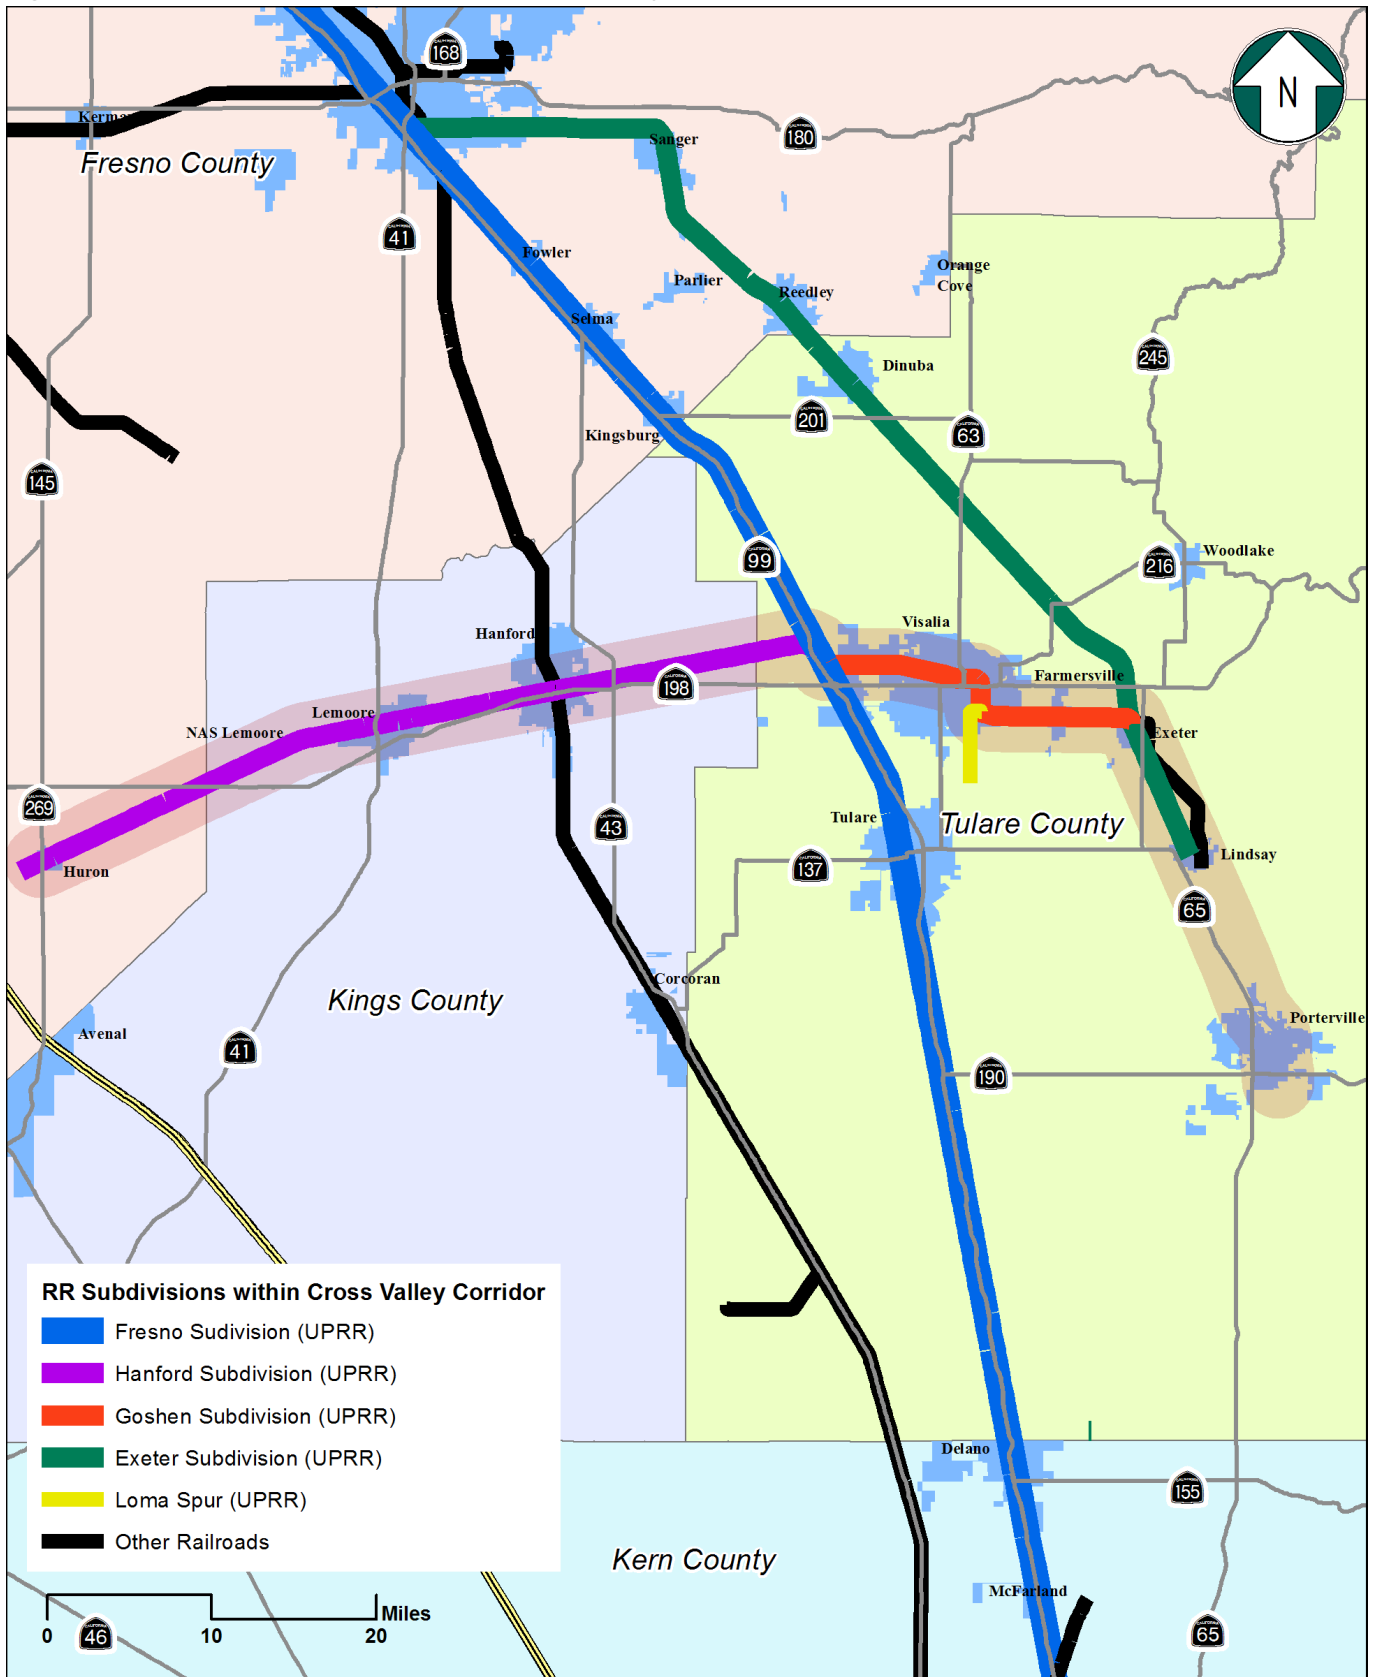 168
N
Kerma
180
Sanger
Fresno County
41
Fowler
Orange
Cove
Parlier
Reedley
Selma
245
Dinuba
201
63
Kingsburg
145
99
Woodlake
216
Visalia
Hanford
Farmersville
198
Lemoore
NAS Lemoore
Exeter
269
Tulare
Tulare County
43
Lindsay
137
Huron
65
Corcoran
Kings County
Porterville
Avenal
41
190
RR Subdivisions within Cross Valley Corridor
Fresno Sudivision (UPRR)
Hanford Subdivision (UPRR)
Goshen Subdivision (UPRR)
Exeter Subdivision (UPRR)
Loma Spur (UPRR)
Other Railroads
Delano
155
Kern County
McFarland
Miles
0 10 20
46
65